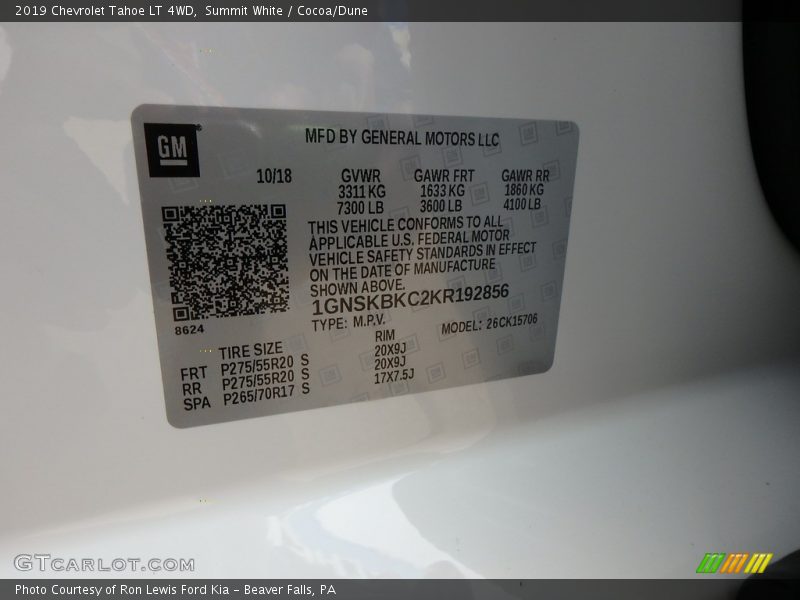 2019 Chevrolet Tahoe LT 4WD, Summit White / Cocoa/Dune
GM
MFD BY GENERAL MOTORS LLC
10/18 GVWR GAWR FRT GAWR RR
3311 KG 1633 KG 1860 KG
7300 LB 3600 LB 4100 LB
THIS VEHICLE CONFORMS TO ALL
APPLICABLE U.S. FEDERAL MOTOR
VEHICLE SAFETY STANDARDS IN EFFECT
ON THE DATE OF MANUFACTURE
SHOWN ABOVE.
1GNSKBKC2KR192856
8624
TYPE: M.P.V. MODEL: 26CK15706
TIRE SIZE RIM
FRT P275/55R20 S 20X9J
RR P275/55R20 S 20X9J
SPA P265/70R17 S 17X7.5J
GTCARLOT.COM
Photo Courtesy of Ron Lewis Ford Kia - Beaver Falls, PA